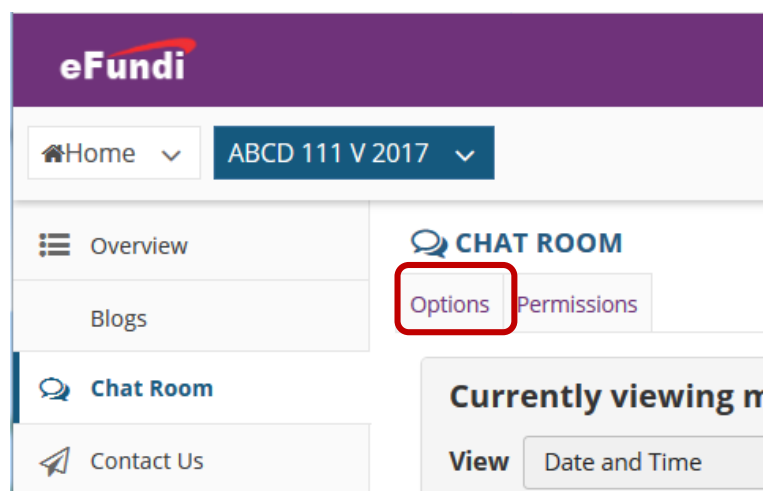 eFundi
Home
ABCD 111 V 2017
Overview
Blogs
Chat Room
Contact Us
CHAT ROOM
Options
Permissions
Currently viewing
View
Date and Time